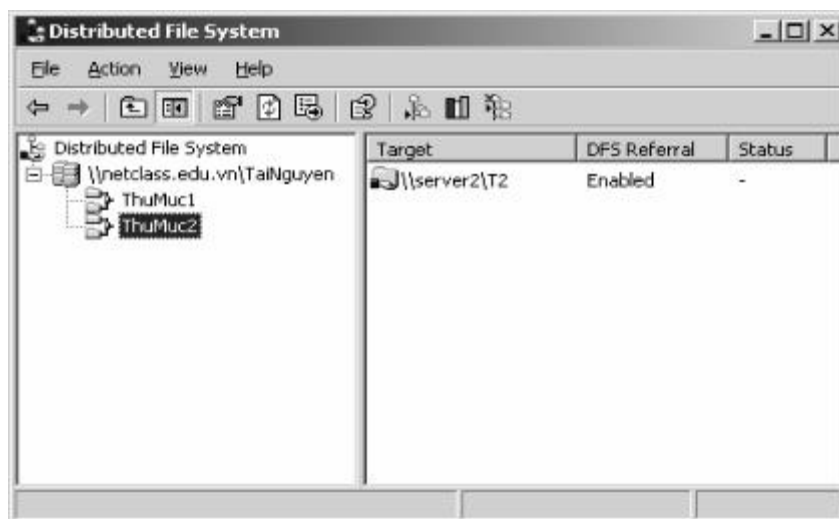 Distributed File System
File Action View Help
Distributed File System
\\netclass.edu.vn\TaiNguyen
ThuMuc1
ThuMuc2
Target DFS Referral Status
\\server2\T2 Enabled -